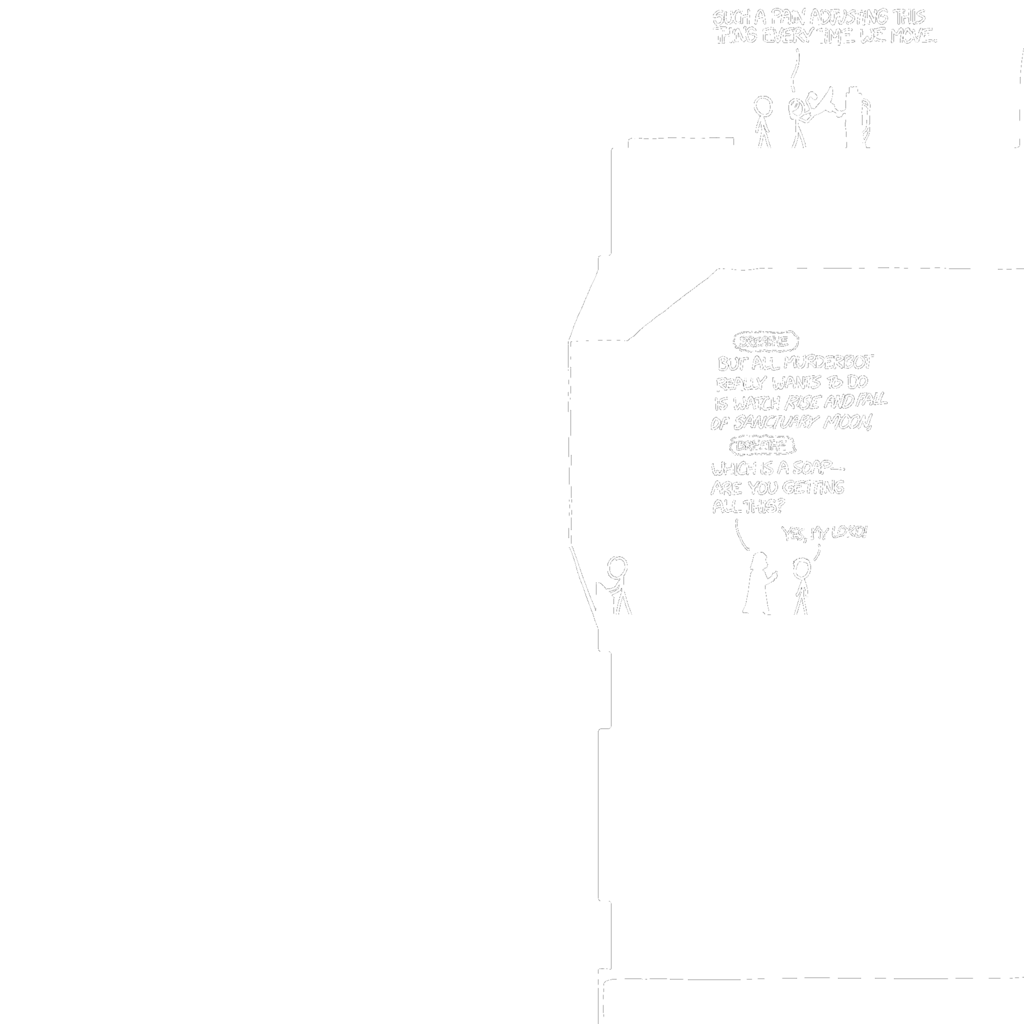 SUCH A PAIN ADJUSTING THIS
THING EVERY TIME WE MOVE.
BUT ALL MURDERBOT
REALLY WANTS TO DO
IS WATCH RISE AND FALL
OF SANCTUARY MOON,
WHICH IS A SOAP...
ARE YOU GETTING
ALL THIS?
YES, MY